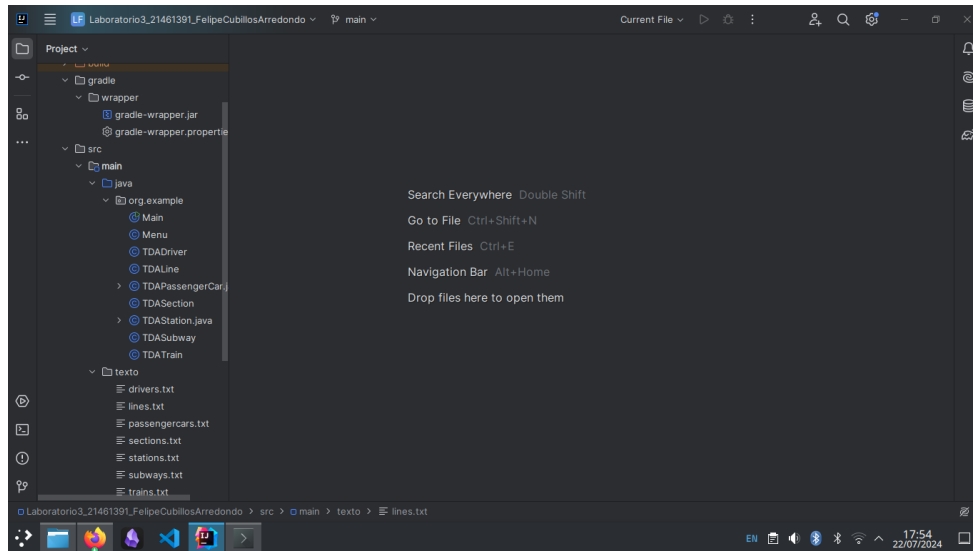 LF Laboratorio3_21461391_FelipeCubillosArredondo main Current File
Project
build
gradle
wrapper
gradle-wrapper.jar
gradle-wrapper.propertie
src
main
java
org.example
Main
Menu
TDADriver
TDALine
TDAPassengerCar.j
TDASection
TDAStation.java
TDASubway
TDATrain
texto
drivers.txt
lines.txt
passengercars.txt
sections.txt
stations.txt
subways.txt
trains.txt
Search Everywhere Double Shift
Go to File Ctrl+Shift+N
Recent Files Ctrl+E
Navigation Bar Alt+Home
Drop files here to open them
Laboratorio3_21461391_FelipeCubillosArredondo > src > main > texto > lines.txt
EN 17:54
22/07/2024